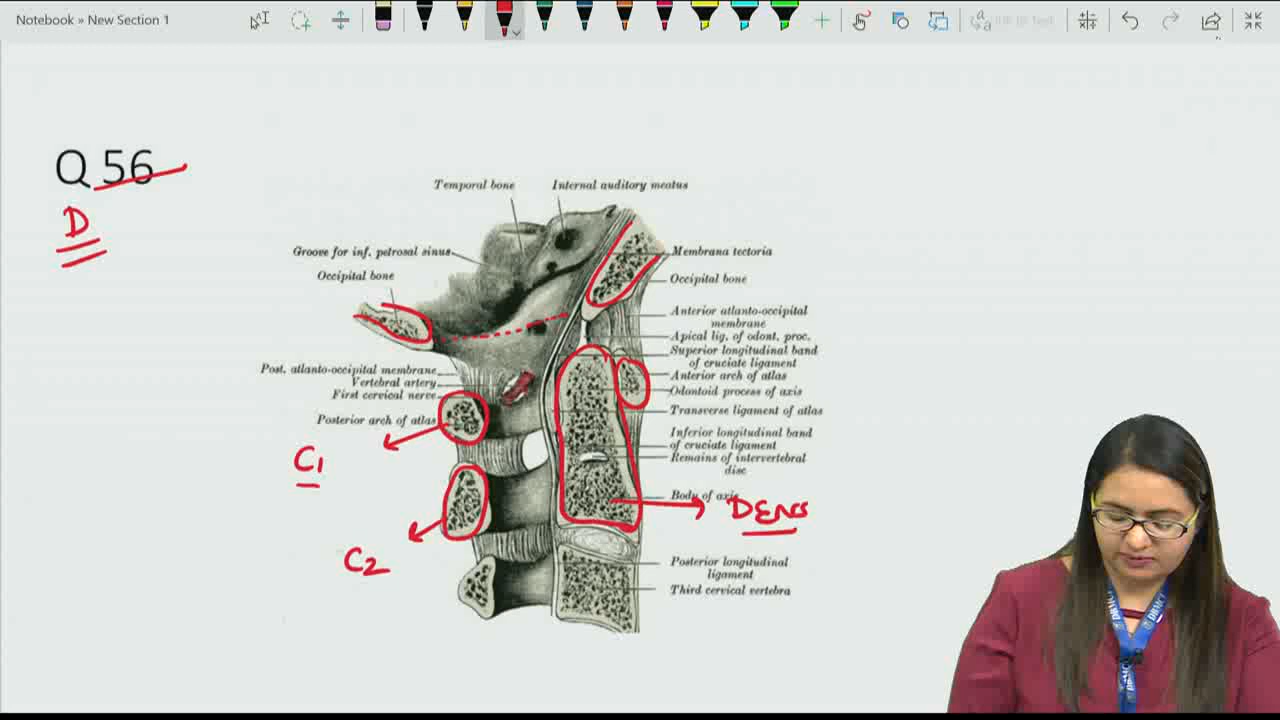 Notebook » New Section 1
Ink to Text
Q 56
D
Temporal bone
Internal auditory meatus
Groove for inf. petrosal sinus
Occipital bone
Membrana tectoria
Occipital bone
Anterior atlanto-occipital
membrane
Apical lig. of odont. proc.
Superior longitudinal band
of cruciate ligament
Anterior arch of atlas
Odontoid process of axis
Transverse ligament of atlas
Inferior longitudinal band
of cruciate ligament
Remains of intervertebral
disc
Body of axis
DENS
Posterior longitudinal
ligament
Third cervical vertebra
Post. atlanto-occipital membrane
Vertebral artery
First cervical nerve
Posterior arch of atlas
C1
C2